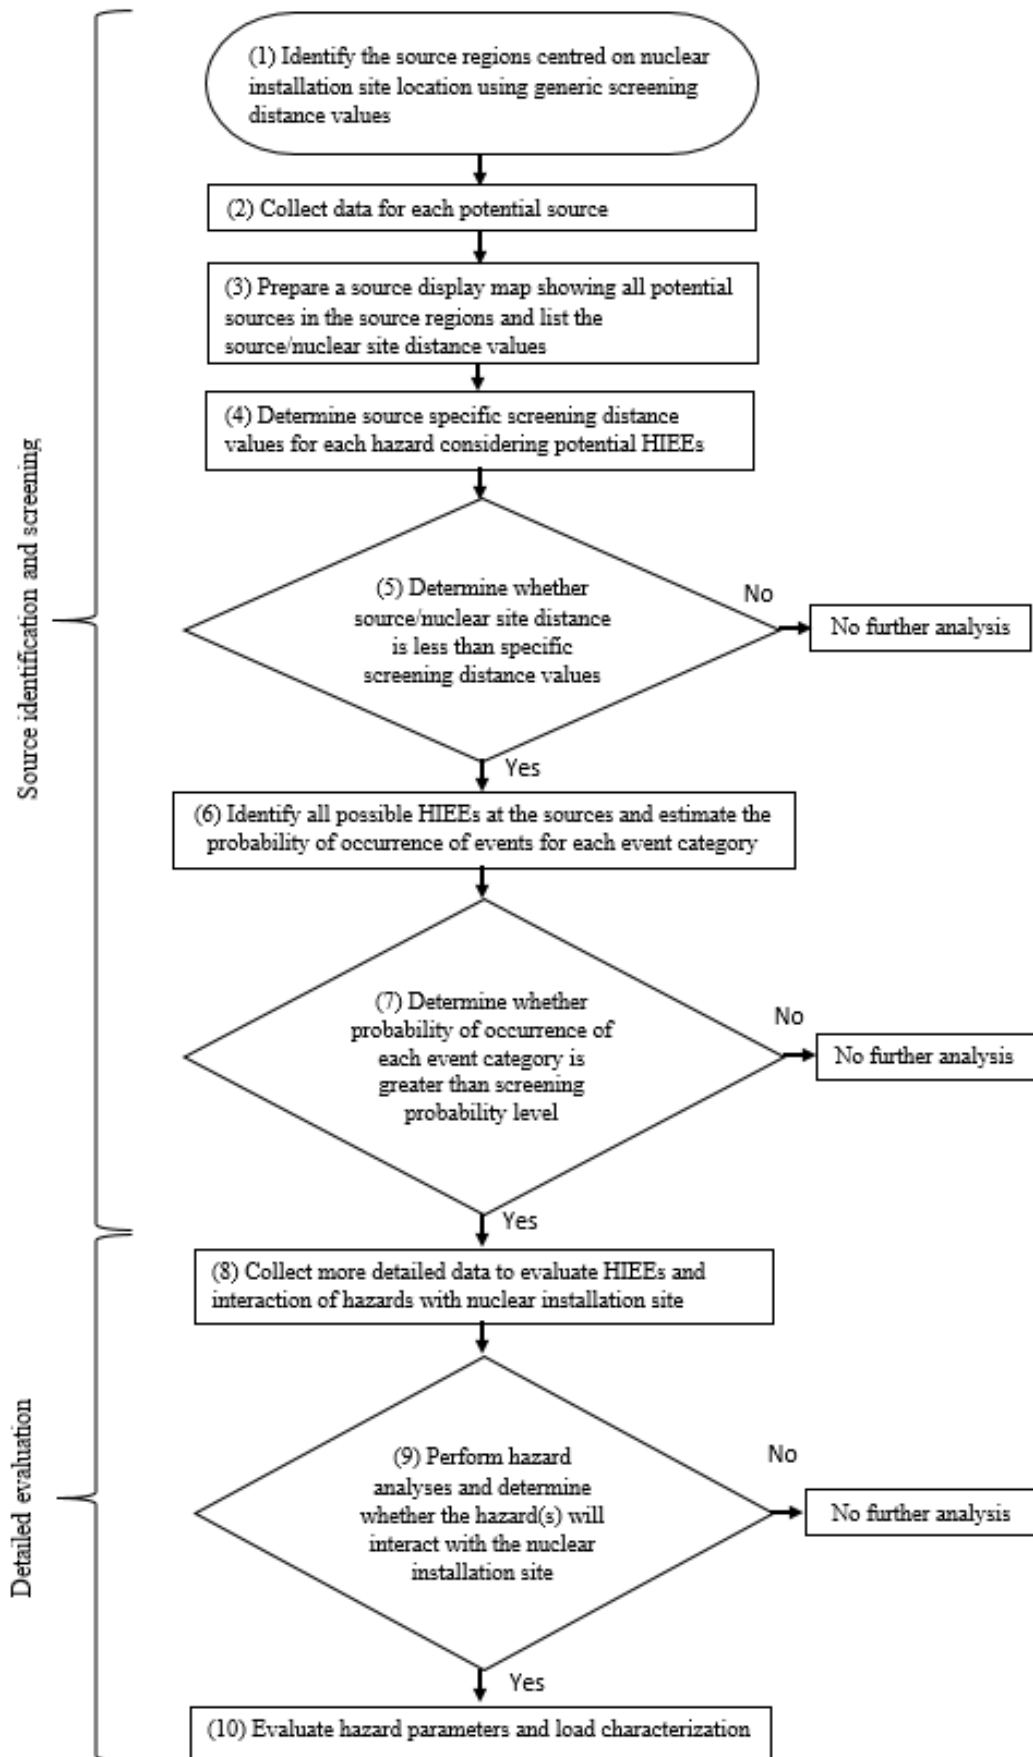 (1) Identify the source regions centred on nuclear
installation site location using generic screening
distance values
(2) Collect data for each potential source
(3) Prepare a source display map showing all potential
sources in the source regions and list the
source/nuclear site distance values
(4) Determine source specific screening distance
values for each hazard considering potential HIEEs
Source identification and screening
(5) Determine whether
source/nuclear site distance
is less than specific
screening distance values
No
No further analysis
Yes
(6) Identify all possible HIEEs at the sources and estimate the
probability of occurrence of events for each event category
(7) Determine whether
probability of occurrence of
each event category is
greater than screening
probability level
No
No further analysis
Yes
(8) Collect more detailed data to evaluate HIEEs and
interaction of hazards with nuclear installation site
Detailed evaluation
(9) Perform hazard
analyses and determine
whether the hazard(s) will
interact with the nuclear
installation site
No
No further analysis
Yes
(10) Evaluate hazard parameters and load characterization